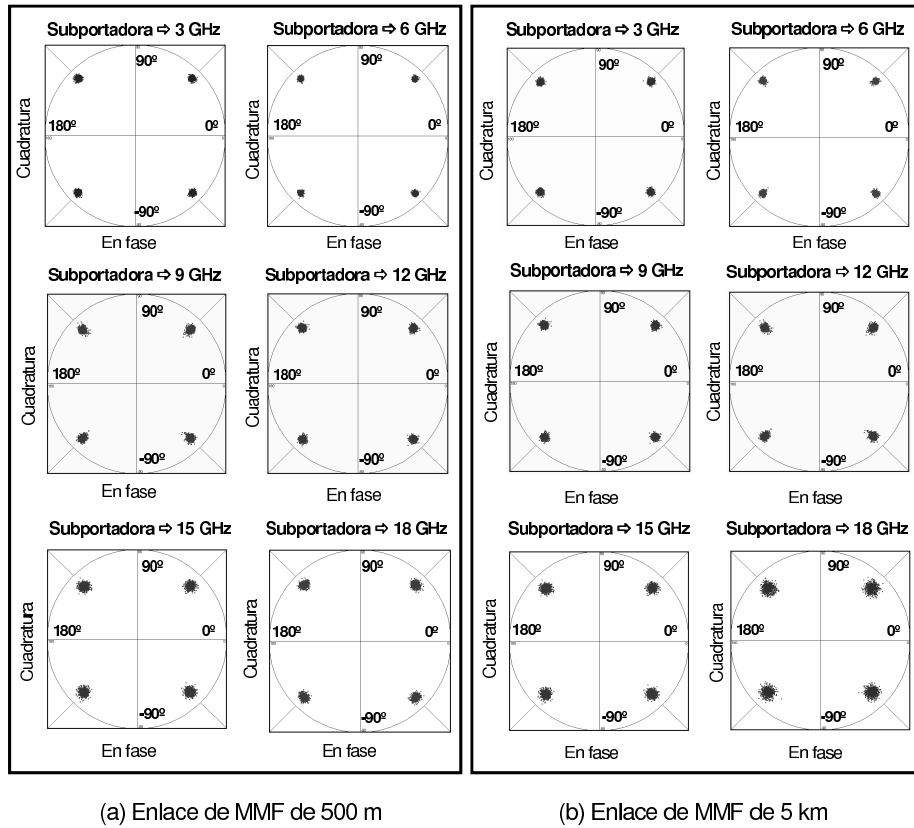 Subportadora ⇨ 3 GHz
90º
180º
0º
-90º
Cuadratura
En fase
Subportadora ⇨ 6 GHz
90º
180º
0º
-90º
En fase
Subportadora ⇨ 9 GHz
90º
180º
0º
-90º
Cuadratura
En fase
Subportadora ⇨ 12 GHz
90º
180º
0º
-90º
En fase
Subportadora ⇨ 15 GHz
90º
180º
0º
-90º
Cuadratura
En fase
Subportadora ⇨ 18 GHz
90º
180º
0º
-90º
En fase
(a) Enlace de MMF de 500 m
Subportadora ⇨ 3 GHz
90º
180º
0º
-90º
Cuadratura
En fase
Subportadora ⇨ 6 GHz
90º
180º
0º
-90º
En fase
Subportadora ⇨ 9 GHz
90º
180º
0º
-90º
Cuadratura
En fase
Subportadora ⇨ 12 GHz
90º
180º
0º
-90º
En fase
Subportadora ⇨ 15 GHz
90º
180º
0º
-90º
Cuadratura
En fase
Subportadora ⇨ 18 GHz
90º
180º
0º
-90º
En fase
(b) Enlace de MMF de 5 km